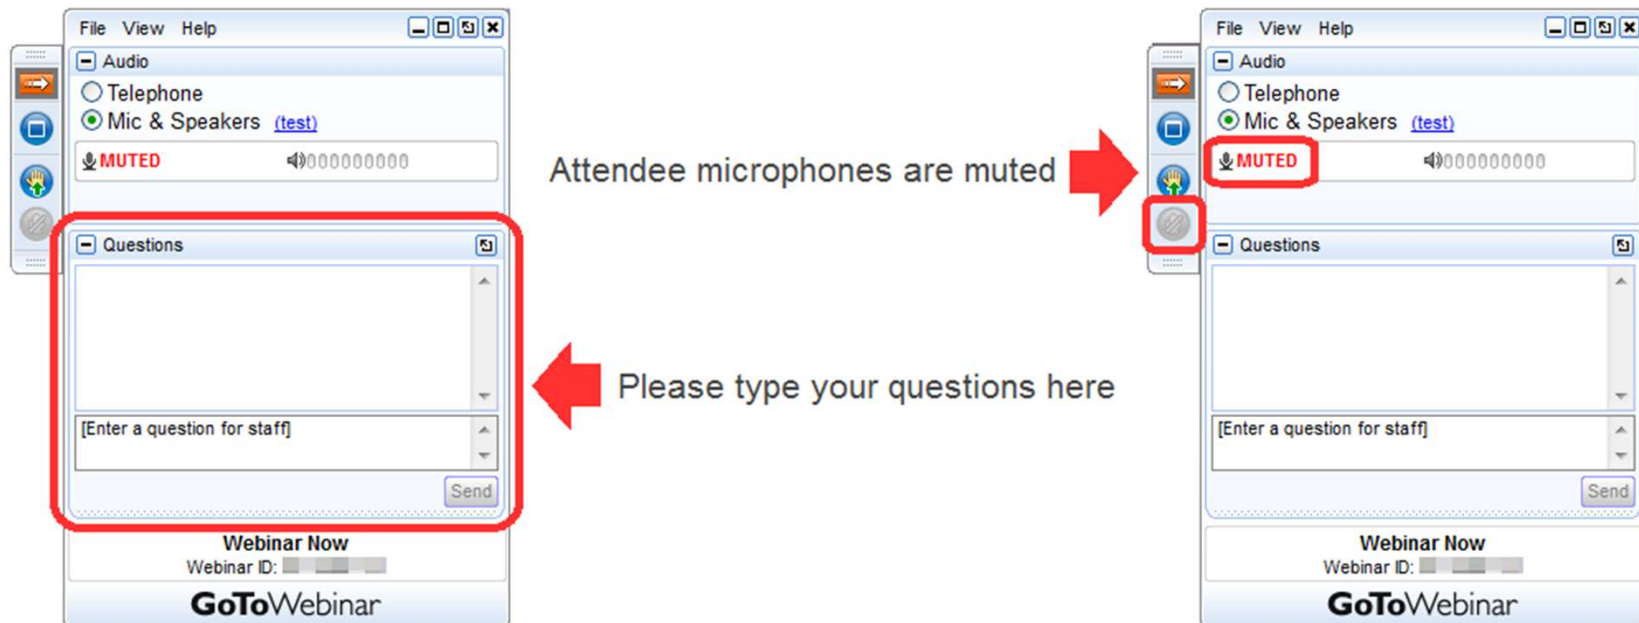 File View Help
Audio
Telephone
Mic & Speakers (test)
MUTED 000000000
Questions
[Enter a question for staff]
Send
Webinar Now
Webinar ID:
GoToWebinar
Attendee microphones are muted
Please type your questions here
File View Help
Audio
Telephone
Mic & Speakers (test)
MUTED 000000000
Questions
[Enter a question for staff]
Send
Webinar Now
Webinar ID:
GoToWebinar